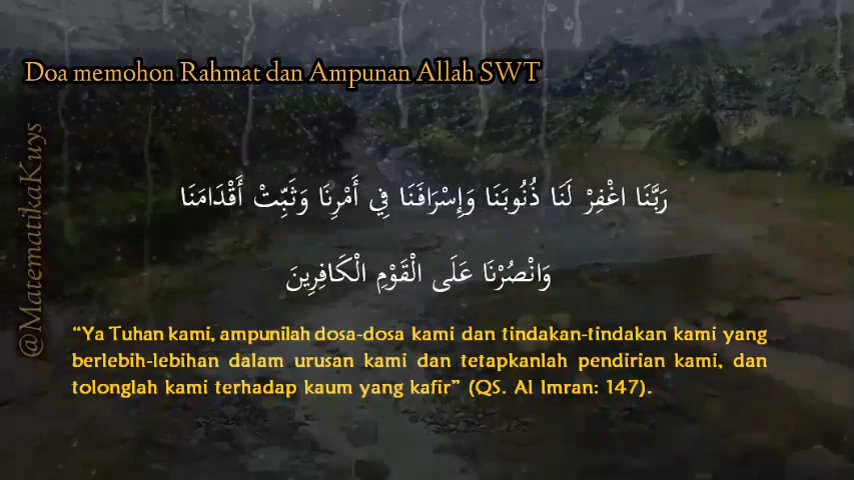 Doa memohon Rahmat dan Ampunan Allah SWT
@MatematikaKuys
رَبَّنَا اغْفِرْ لَنَا ذُنُوبَنَا وَإِسْرَافَنَا فِي أَمْرِنَا وَثَبِّتْ أَقْدَامَنَا
وَانْصُرْنَا عَلَى الْقَوْمِ الْكَافِرِينَ
“Ya Tuhan kami, ampunilah dosa-dosa kami dan tindakan-tindakan kami yang
berlebih-lebihan dalam urusan kami dan tetapkanlah pendirian kami, dan
tolonglah kami terhadap kaum yang kafir” (QS. Al Imran: 147).